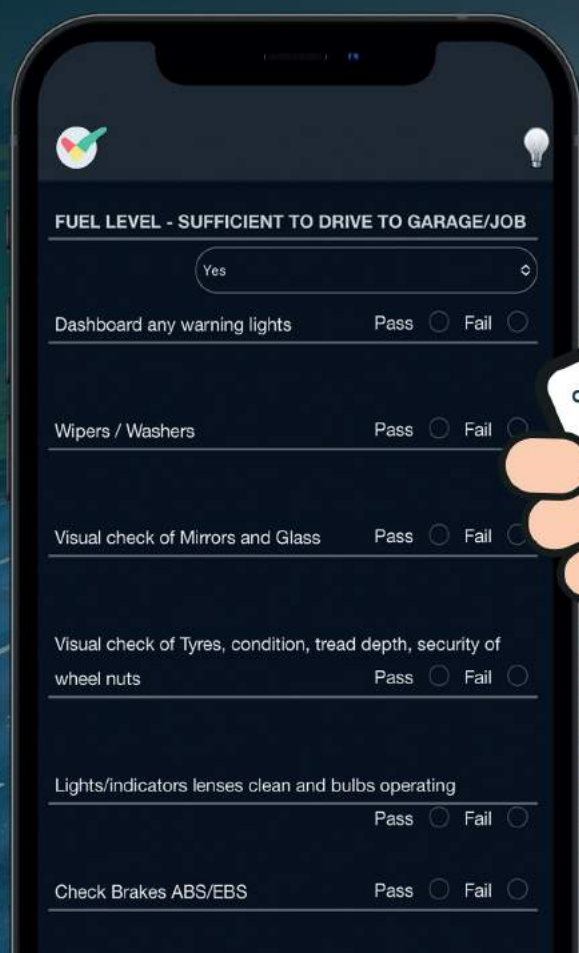 FUEL LEVEL - SUFFICIENT TO DRIVE TO GARAGE/JOB
Yes
Dashboard any warning lights Pass Fail
Wipers / Washers Pass Fail
Visual check of Mirrors and Glass Pass Fail
Visual check of Tyres, condition, tread depth, security of
wheel nuts Pass Fail
Lights/indicators lenses clean and bulbs operating
Pass Fail
Check Brakes ABS/EBS Pass Fail